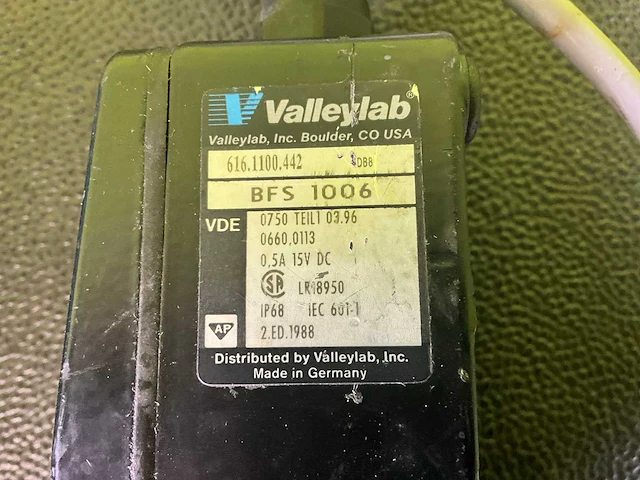 Valleylab®
Valleylab, Inc. Boulder, CO USA
616.1100.442 DB8
BFS 1006
VDE 0750 TEIL1 03.96
0660,0113
0,5A 15V DC
SA LR18950
IP68 IEC 601-1
AP 2.ED.1988
Distributed by Valleylab, Inc.
Made in Germany